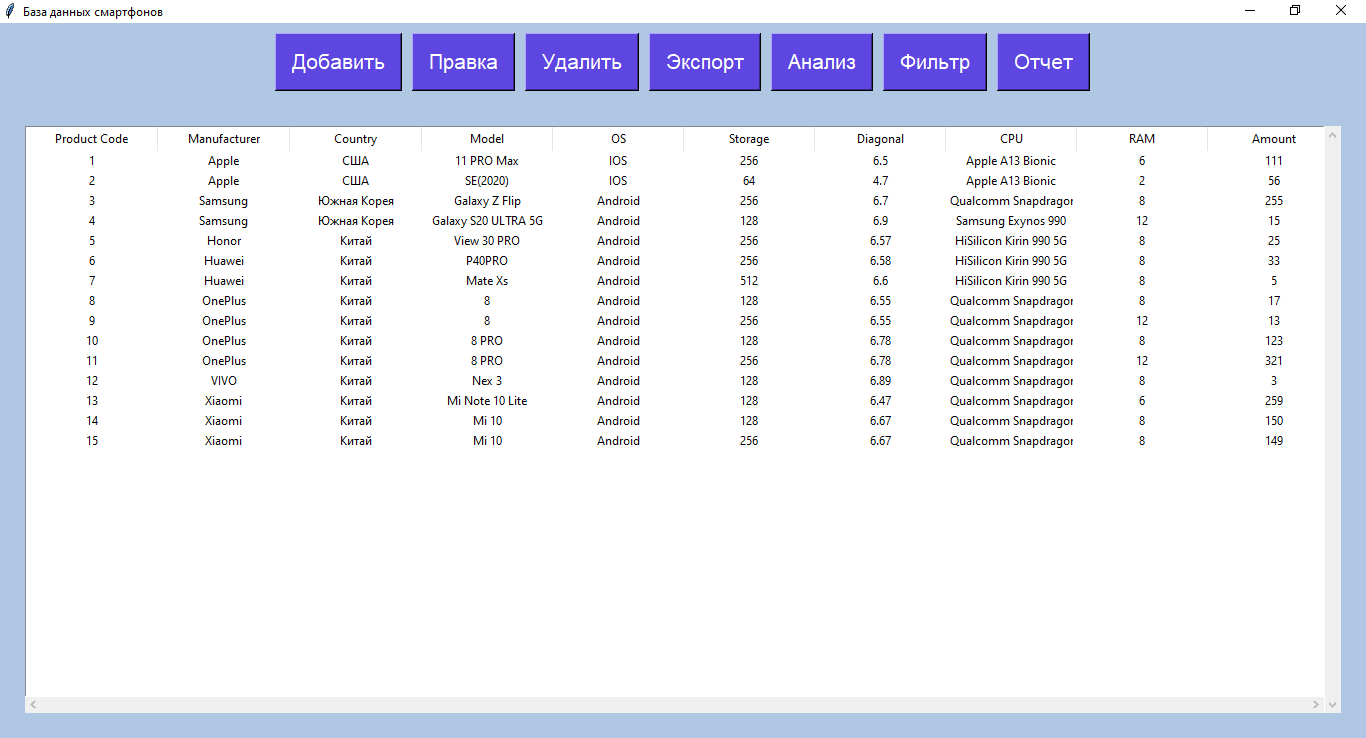 База данных смартфонов
Добавить Правка Удалить Экспорт Анализ Фильтр Отчет
Product Code Manufacturer Country Model OS Storage Diagonal CPU RAM Amount
1 Apple США 11 PRO Max IOS 256 6.5 Apple A13 Bionic 6 111
2 Apple США SE(2020) IOS 64 4.7 Apple A13 Bionic 2 56
3 Samsung Южная Корея Galaxy Z Flip Android 256 6.7 Qualcomm Snapdragor 8 255
4 Samsung Южная Корея Galaxy S20 ULTRA 5G Android 128 6.9 Samsung Exynos 990 12 15
5 Honor Китай View 30 PRO Android 256 6.57 HiSilicon Kirin 990 5G 8 25
6 Huawei Китай P40PRO Android 256 6.58 HiSilicon Kirin 990 5G 8 33
7 Huawei Китай Mate Xs Android 512 6.6 HiSilicon Kirin 990 5G 8 5
8 OnePlus Китай 8 Android 128 6.55 Qualcomm Snapdragor 8 17
9 OnePlus Китай 8 Android 256 6.55 Qualcomm Snapdragor 12 13
10 OnePlus Китай 8 PRO Android 128 6.78 Qualcomm Snapdragor 8 123
11 OnePlus Китай 8 PRO Android 256 6.78 Qualcomm Snapdragor 12 321
12 VIVO Китай Nex 3 Android 128 6.89 Qualcomm Snapdragor 8 3
13 Xiaomi Китай Mi Note 10 Lite Android 128 6.47 Qualcomm Snapdragor 6 259
14 Xiaomi Китай Mi 10 Android 128 6.67 Qualcomm Snapdragor 8 150
15 Xiaomi Китай Mi 10 Android 256 6.67 Qualcomm Snapdragor 8 149